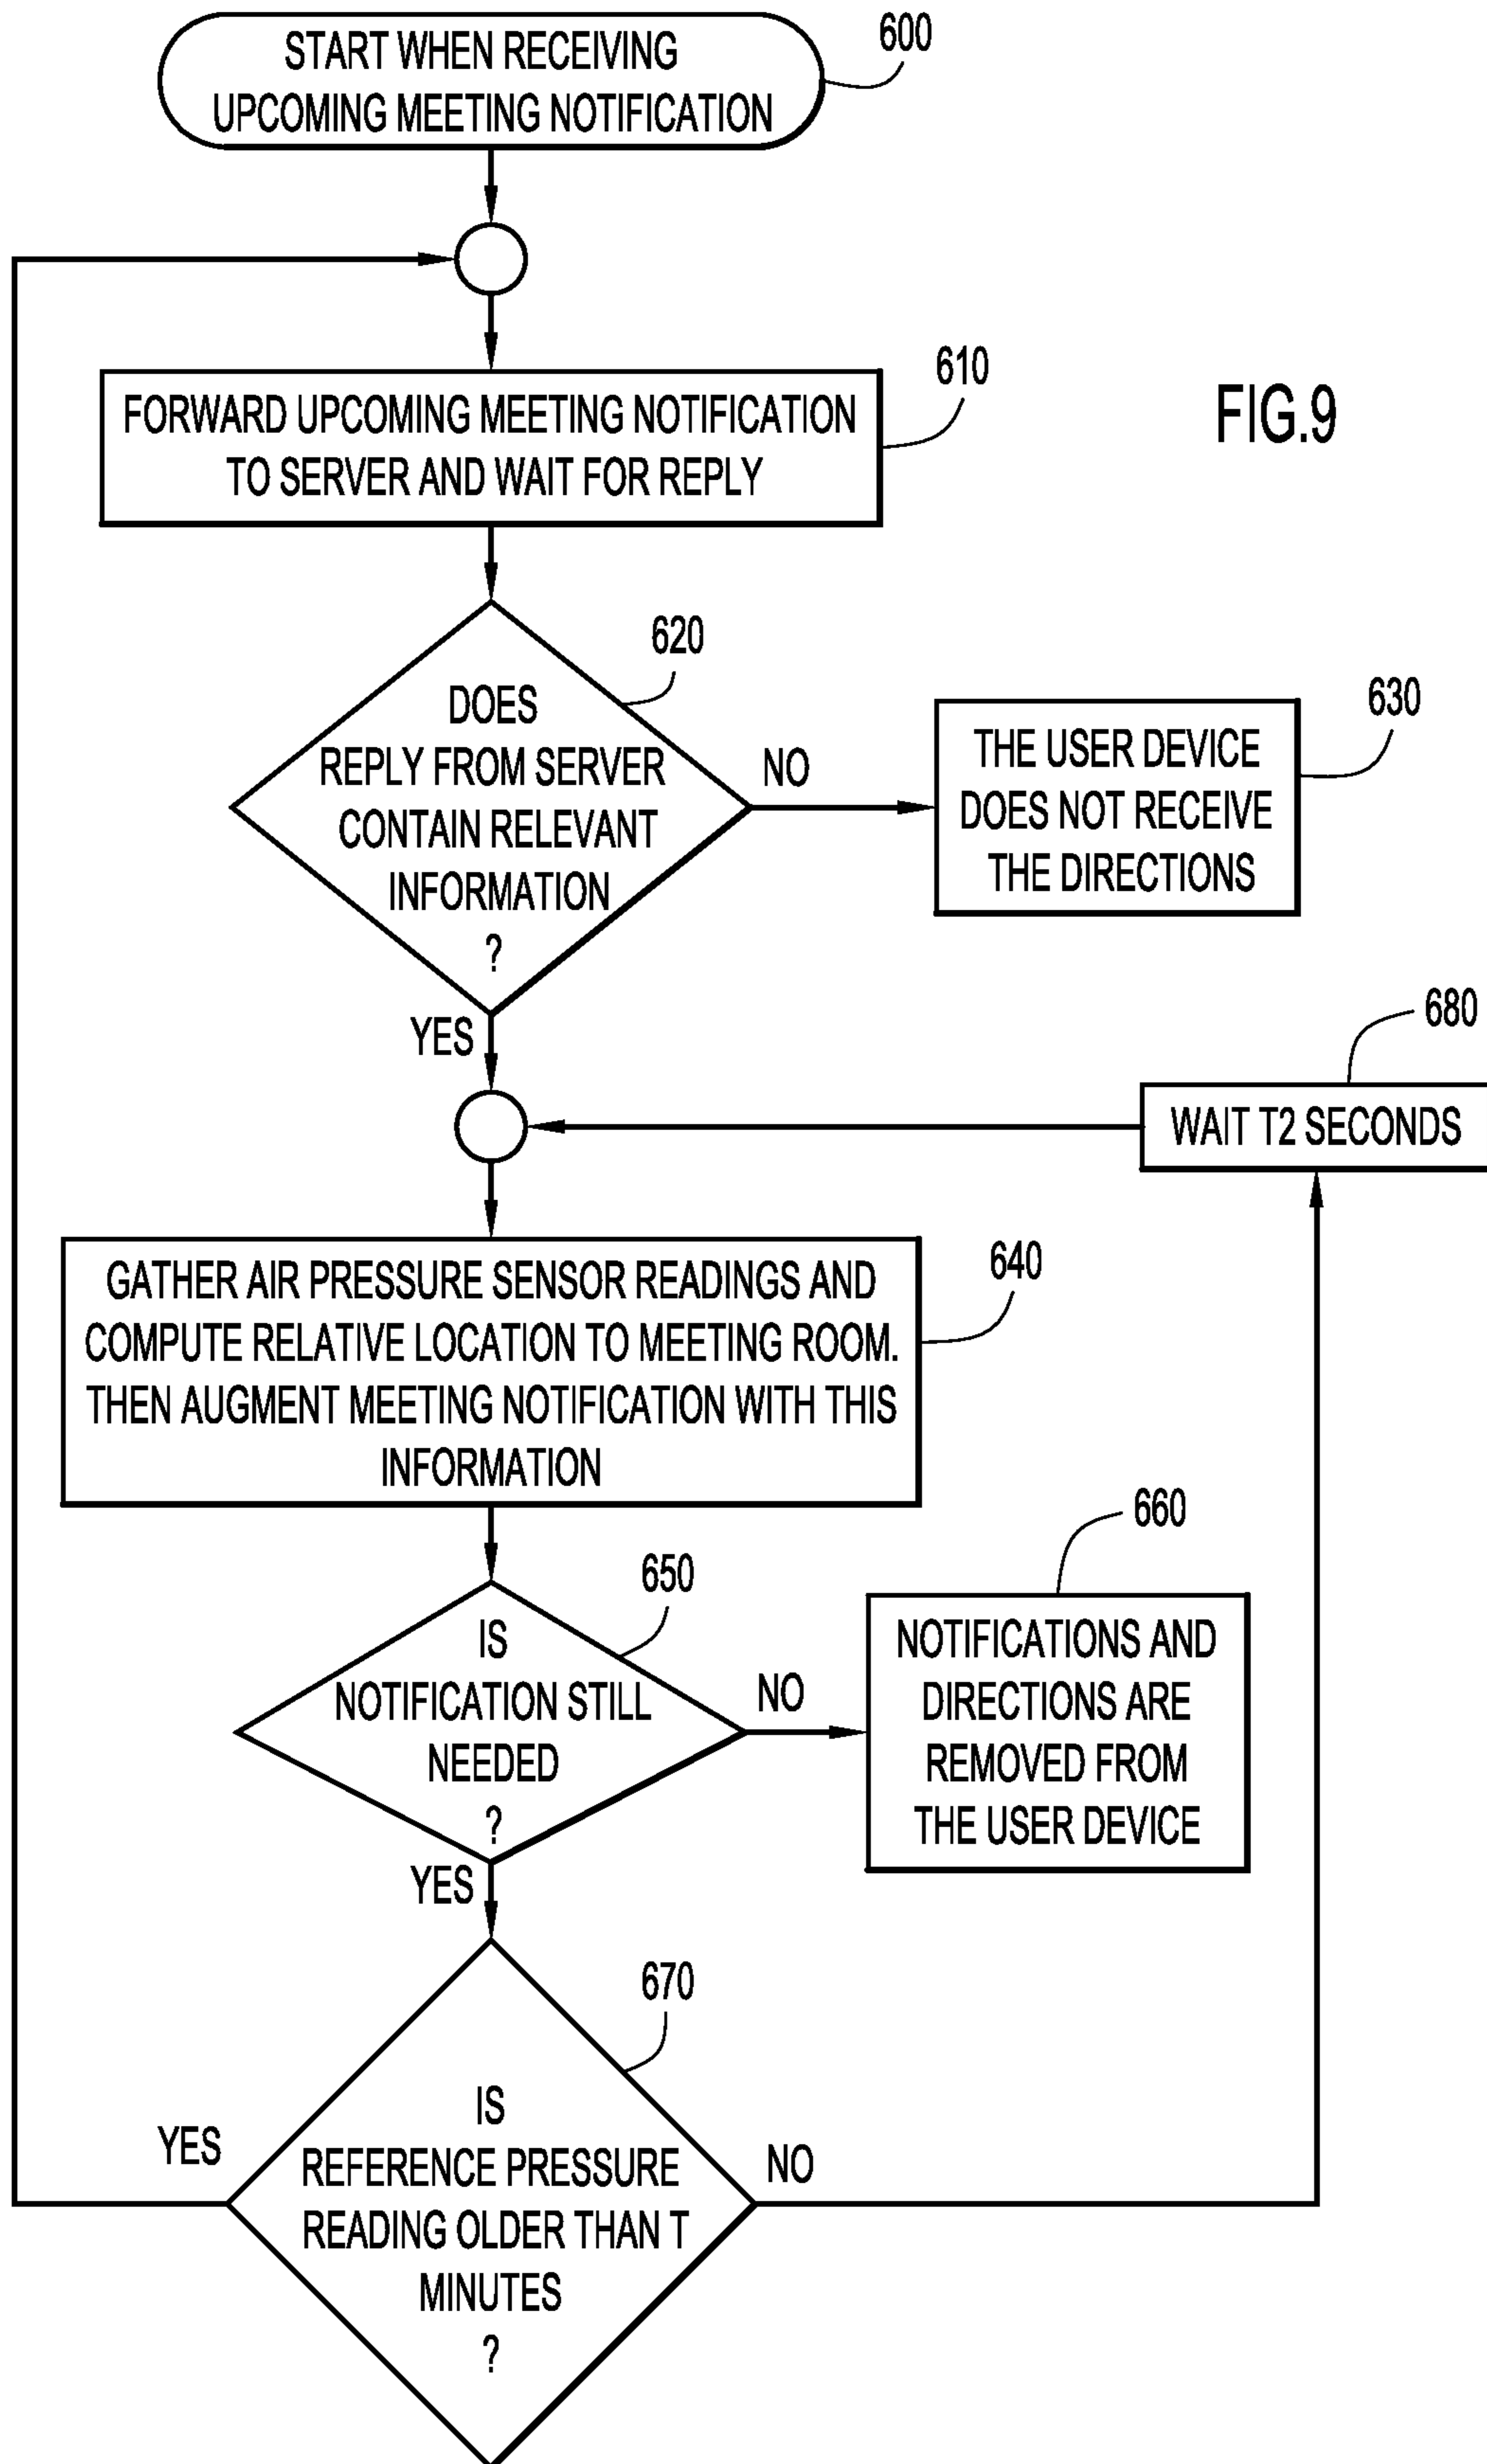 START WHEN RECEIVING
UPCOMING MEETING NOTIFICATION
600
FORWARD UPCOMING MEETING NOTIFICATION
TO SERVER AND WAIT FOR REPLY
610
FIG.9
DOES
REPLY FROM SERVER
CONTAIN RELEVANT
INFORMATION
?
620
NO
THE USER DEVICE
DOES NOT RECEIVE
THE DIRECTIONS
630
YES
WAIT T2 SECONDS
680
GATHER AIR PRESSURE SENSOR READINGS AND
COMPUTE RELATIVE LOCATION TO MEETING ROOM.
THEN AUGMENT MEETING NOTIFICATION WITH THIS
INFORMATION
640
IS
NOTIFICATION STILL
NEEDED
?
650
NO
NOTIFICATIONS AND
DIRECTIONS ARE
REMOVED FROM
THE USER DEVICE
660
YES
IS
REFERENCE PRESSURE
READING OLDER THAN T
MINUTES
?
670
YES
NO